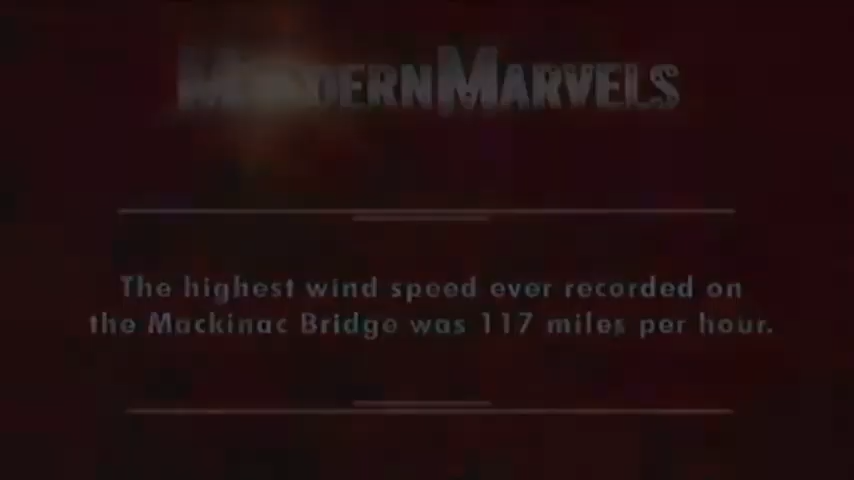 MODERN MARVELS
The highest wind speed ever recorded on
the Mackinac Bridge was 117 miles per hour.